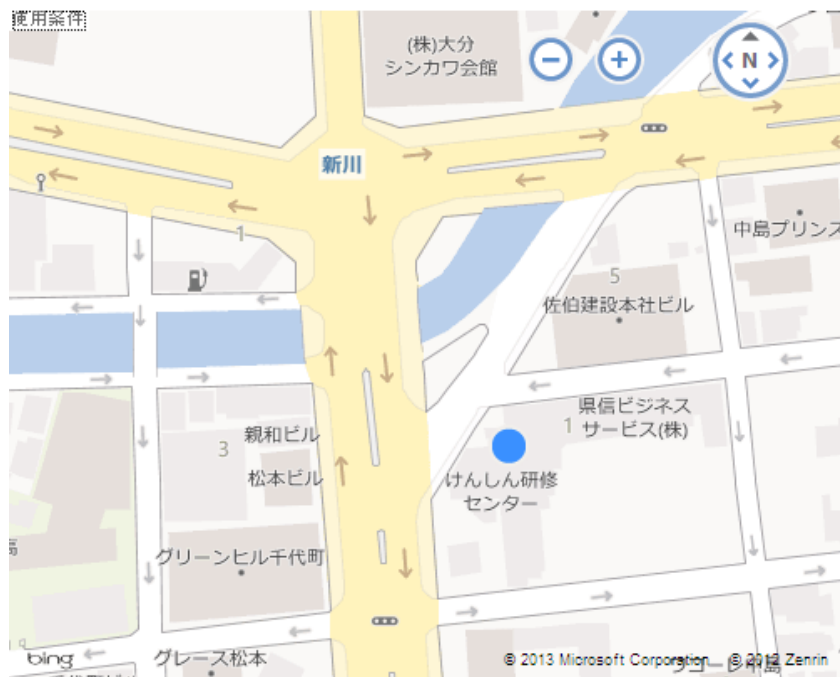 使用条件
(株)大分
シンカワ会館
N
新川
1
中島プリンス
5
佐伯建設本社ビル
県信ビジネス
サービス(株)
1
親和ビル
3
松本ビル
けんしん研修
センター
グリーンヒル千代町
グレース松本
bing
© 2013 Microsoft Corporation © 2012 Zenrin